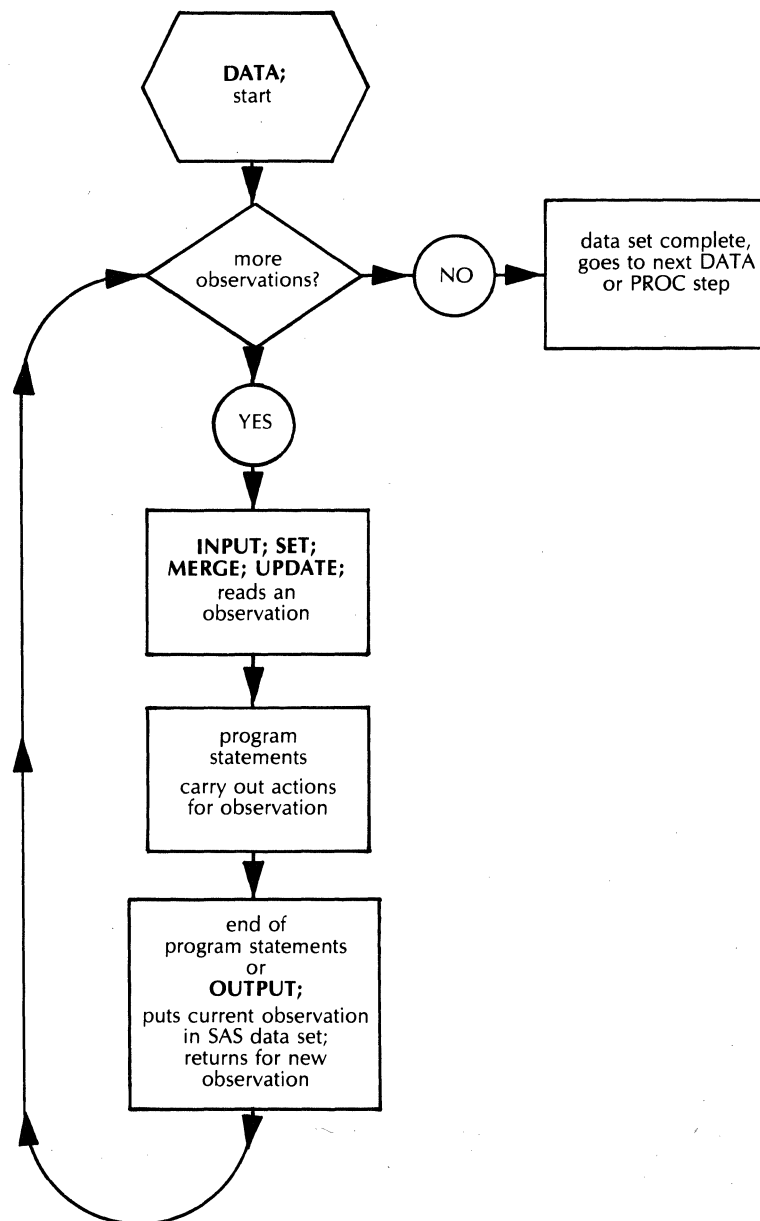 DATA;
start
more
observations?
NO
data set complete,
goes to next DATA
or PROC step
YES
INPUT; SET;
MERGE; UPDATE;
reads an
observation
program
statements
carry out actions
for observation
end of
program statements
or
OUTPUT;
puts current observation
in SAS data set;
returns for new
observation